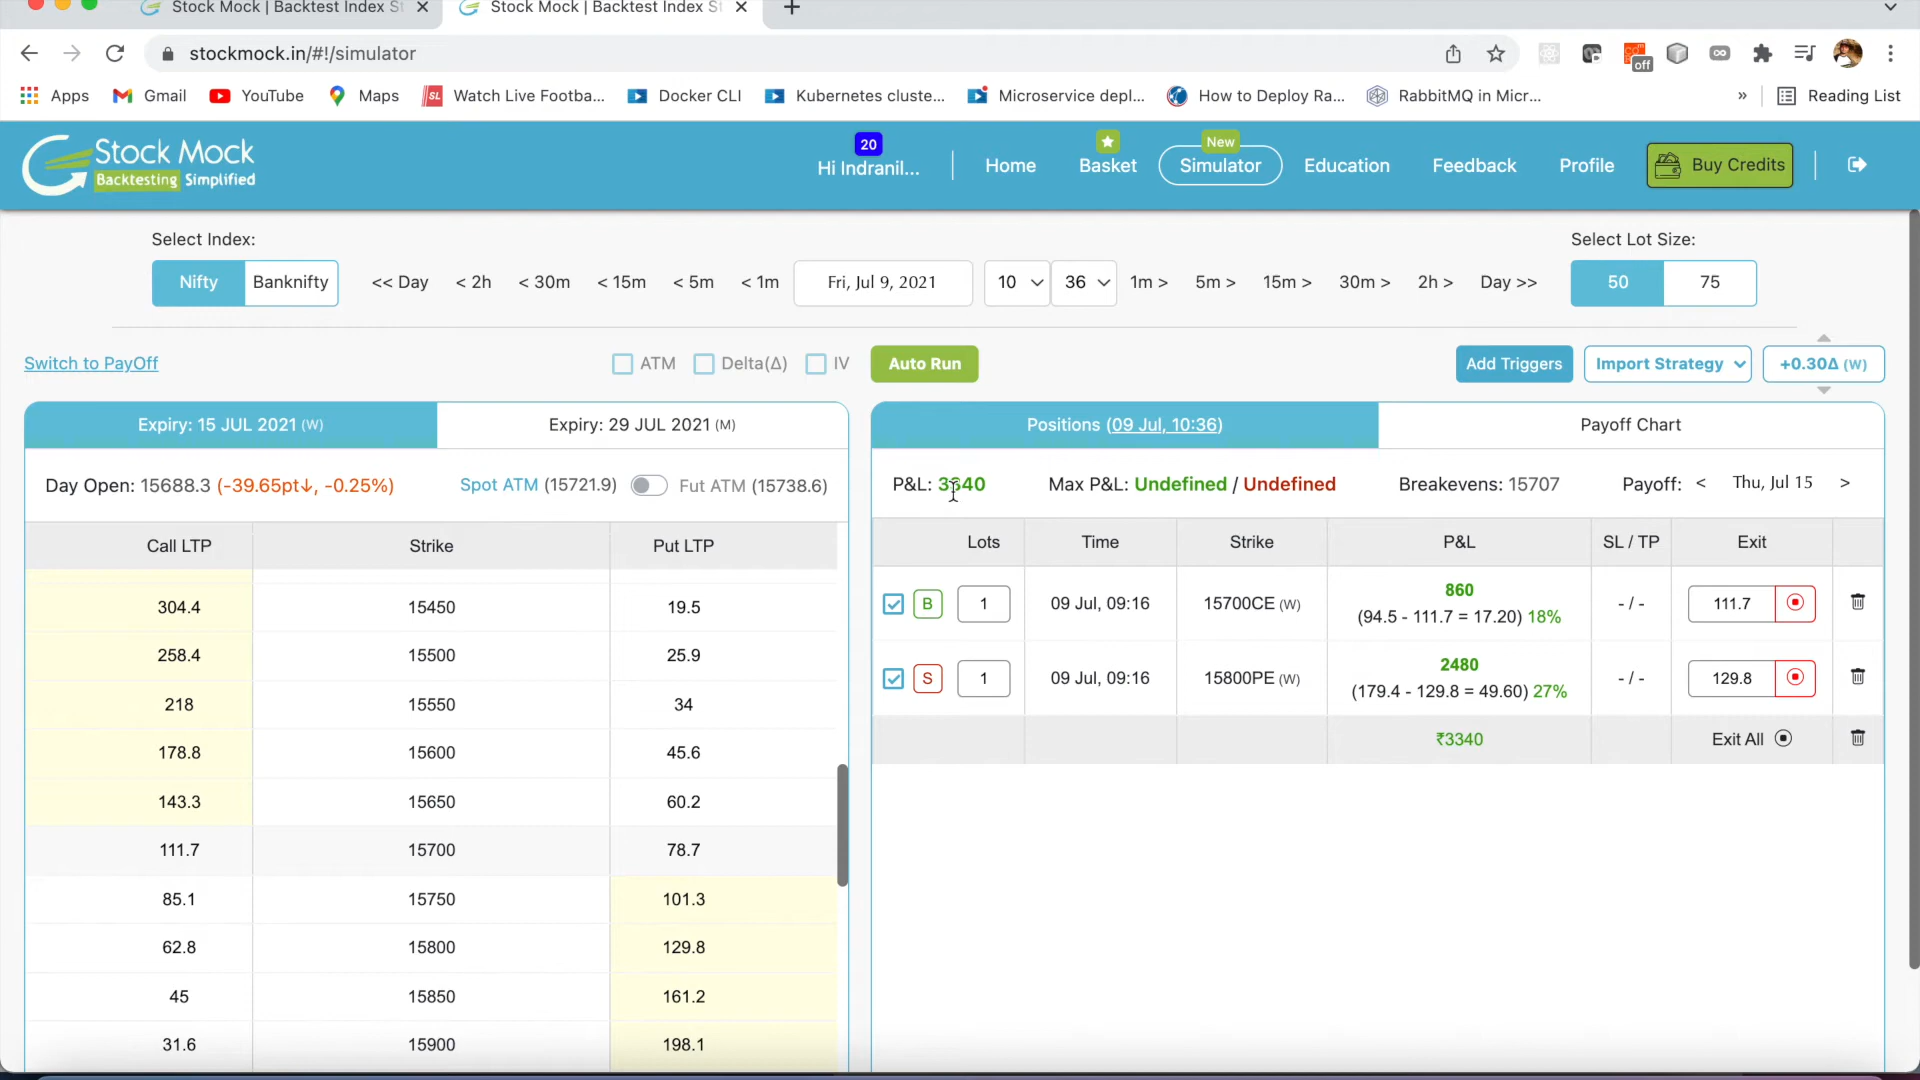 Stock Mock | Backtest Index St
Stock Mock | Backtest Index St
stockmock.in/#!/simulator
off
Apps
Gmail
YouTube
Maps
Watch Live Footba...
Docker CLI
Kubernetes cluste...
Microservice depl...
How to Deploy Ra...
RabbitMQ in Micr...
»
Reading List
Stock Mock
Backtesting Simplified
20
Hi Indranil...
Home
Basket
New
Simulator
Education
Feedback
Profile
Buy Credits
Select Index:
Select Lot Size:
Nifty
Banknifty
<< Day
< 2h
< 30m
< 15m
< 5m
< 1m
Fri, Jul 9, 2021
10
36
1m >
5m >
15m >
30m >
2h >
Day >>
50
75
Switch to PayOff
ATM
Delta(Δ)
IV
Auto Run
Add Triggers
Import Strategy
+0.30Δ (W)
Expiry: 15 JUL 2021 (W)
Expiry: 29 JUL 2021 (M)
Day Open: 15688.3 (-39.65pt↓, -0.25%)
Spot ATM (15721.9)
Fut ATM (15738.6)
Call LTP Strike Put LTP
304.4 15450 19.5
258.4 15500 25.9
218 15550 34
178.8 15600 45.6
143.3 15650 60.2
111.7 15700 78.7
85.1 15750 101.3
62.8 15800 129.8
45 15850 161.2
31.6 15900 198.1
Positions (09 Jul, 10:36)
Payoff Chart
P&L: 3340
Max P&L: Undefined / Undefined
Breakevens: 15707
Payoff: < Thu, Jul 15 >
Lots Time Strike P&L SL / TP Exit
B 1 09 Jul, 09:16 15700CE (W) 860 - / - 111.7
(94.5 - 111.7 = 17.20) 18%
S 1 09 Jul, 09:16 15800PE (W) 2480 - / - 129.8
(179.4 - 129.8 = 49.60) 27%
₹3340 Exit All